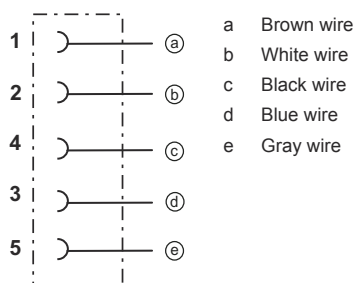 1 a
2 b
4 c
3 d
5 e
a Brown wire
b White wire
c Black wire
d Blue wire
e Gray wire